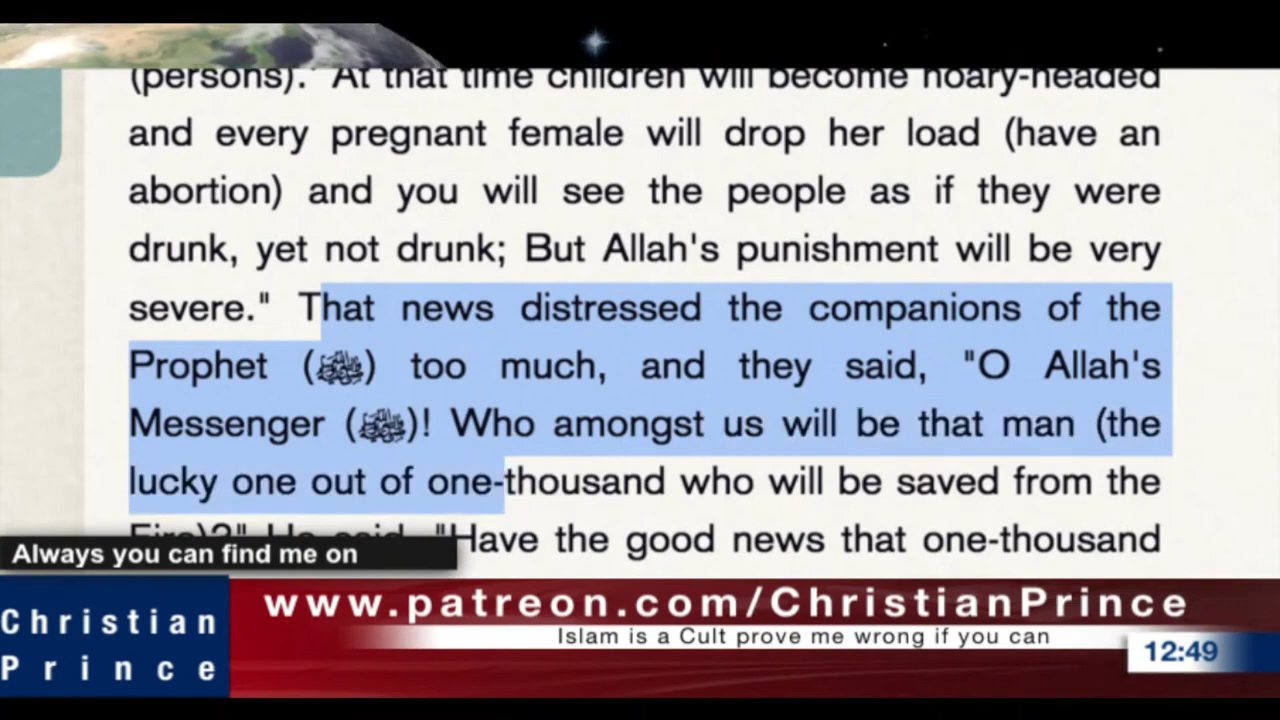 (persons)." At that time children will become hoary-headed
and every pregnant female will drop her load (have an
abortion) and you will see the people as if they were
drunk, yet not drunk; But Allah's punishment will be very
severe." That news distressed the companions of the
Prophet (ﷺ) too much, and they said, "O Allah's
Messenger (ﷺ)! Who amongst us will be that man (the
lucky one out of one-thousand who will be saved from the
Fire)?" He said, "Have the good news that one-thousand
Always you can find me on
www.patreon.com/ChristianPrince
Christian
Prince
Islam is a Cult prove me wrong if you can
12:49